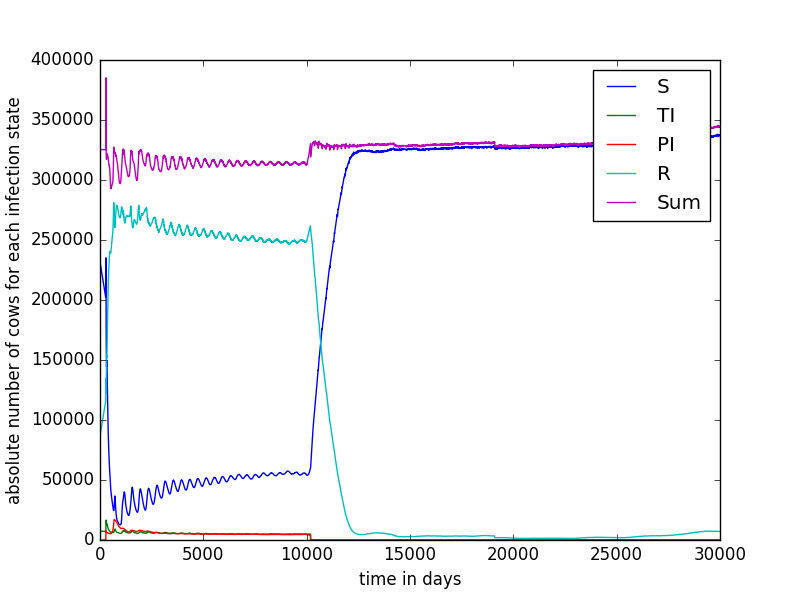 400000
350000
300000
250000
200000
150000
100000
50000
0
absolute number of cows for each infection state
S
TI
PI
R
Sum
0 5000 10000 15000 20000 25000 30000
time in days